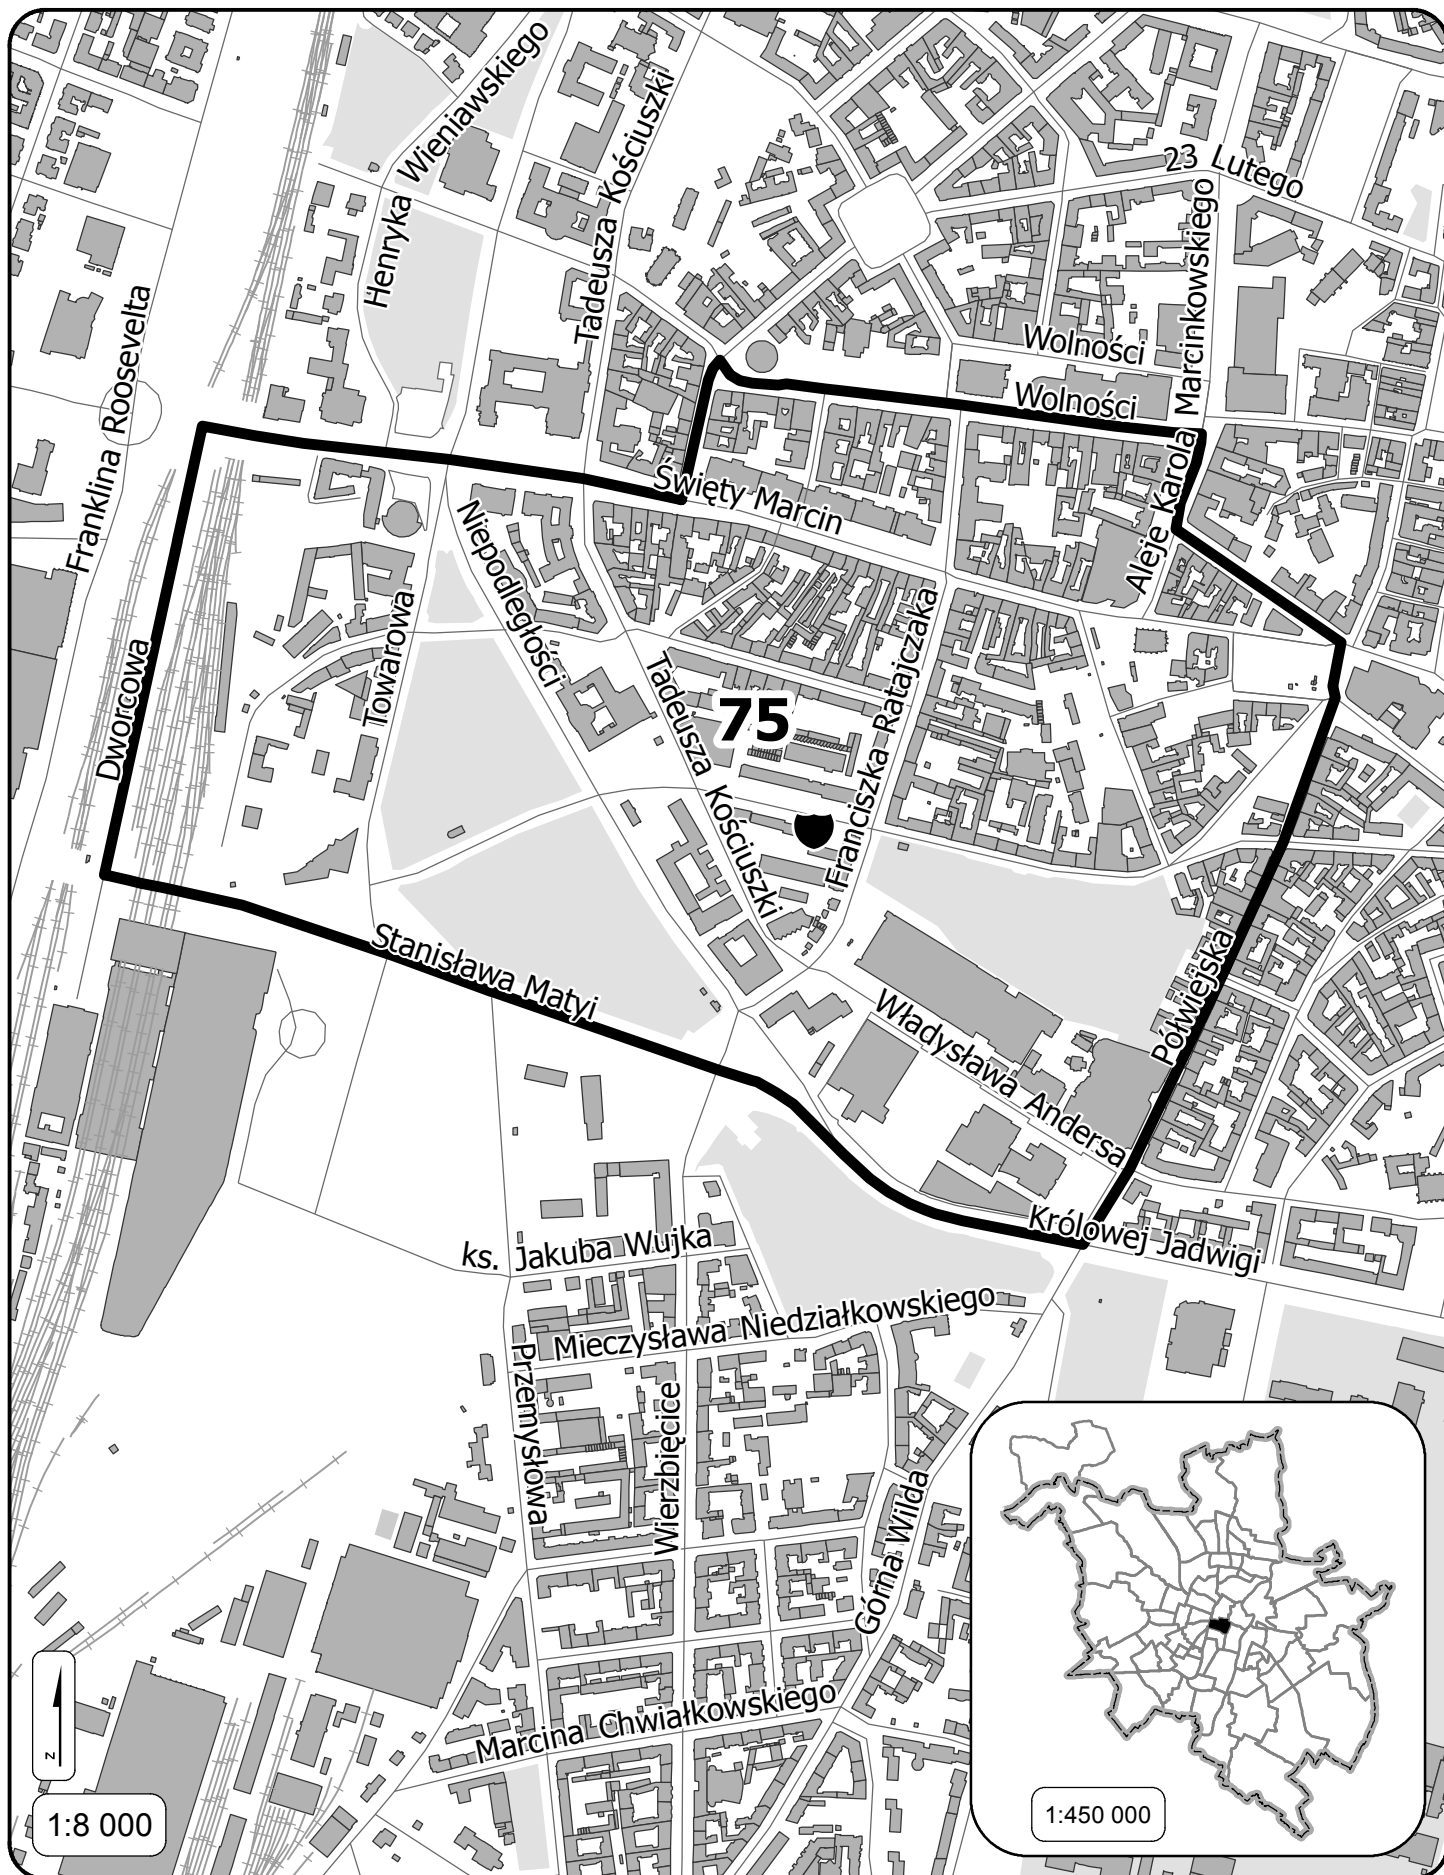 Henryka Wieniawskiego
Tadeusza Kościuszki
23 Lutego
Franklina Roosevelta
Wolności
Wolności
Aleje Karola Marcinkowskiego
Święty Marcin
Niepodległości
Towarowa
Dworcowa
Tadeusza Kościuszki
75
Franciszka Ratajczaka
Stanisława Matyi
Władysława Andersa
Półwiejska
Królowej Jadwigi
ks. Jakuba Wujka
Mieczysława Niedziałkowskiego
Przemysłowa
Wierzbięcice
Górna Wilda
Marcina Chwiałkowskiego
z
1:8 000
1:450 000